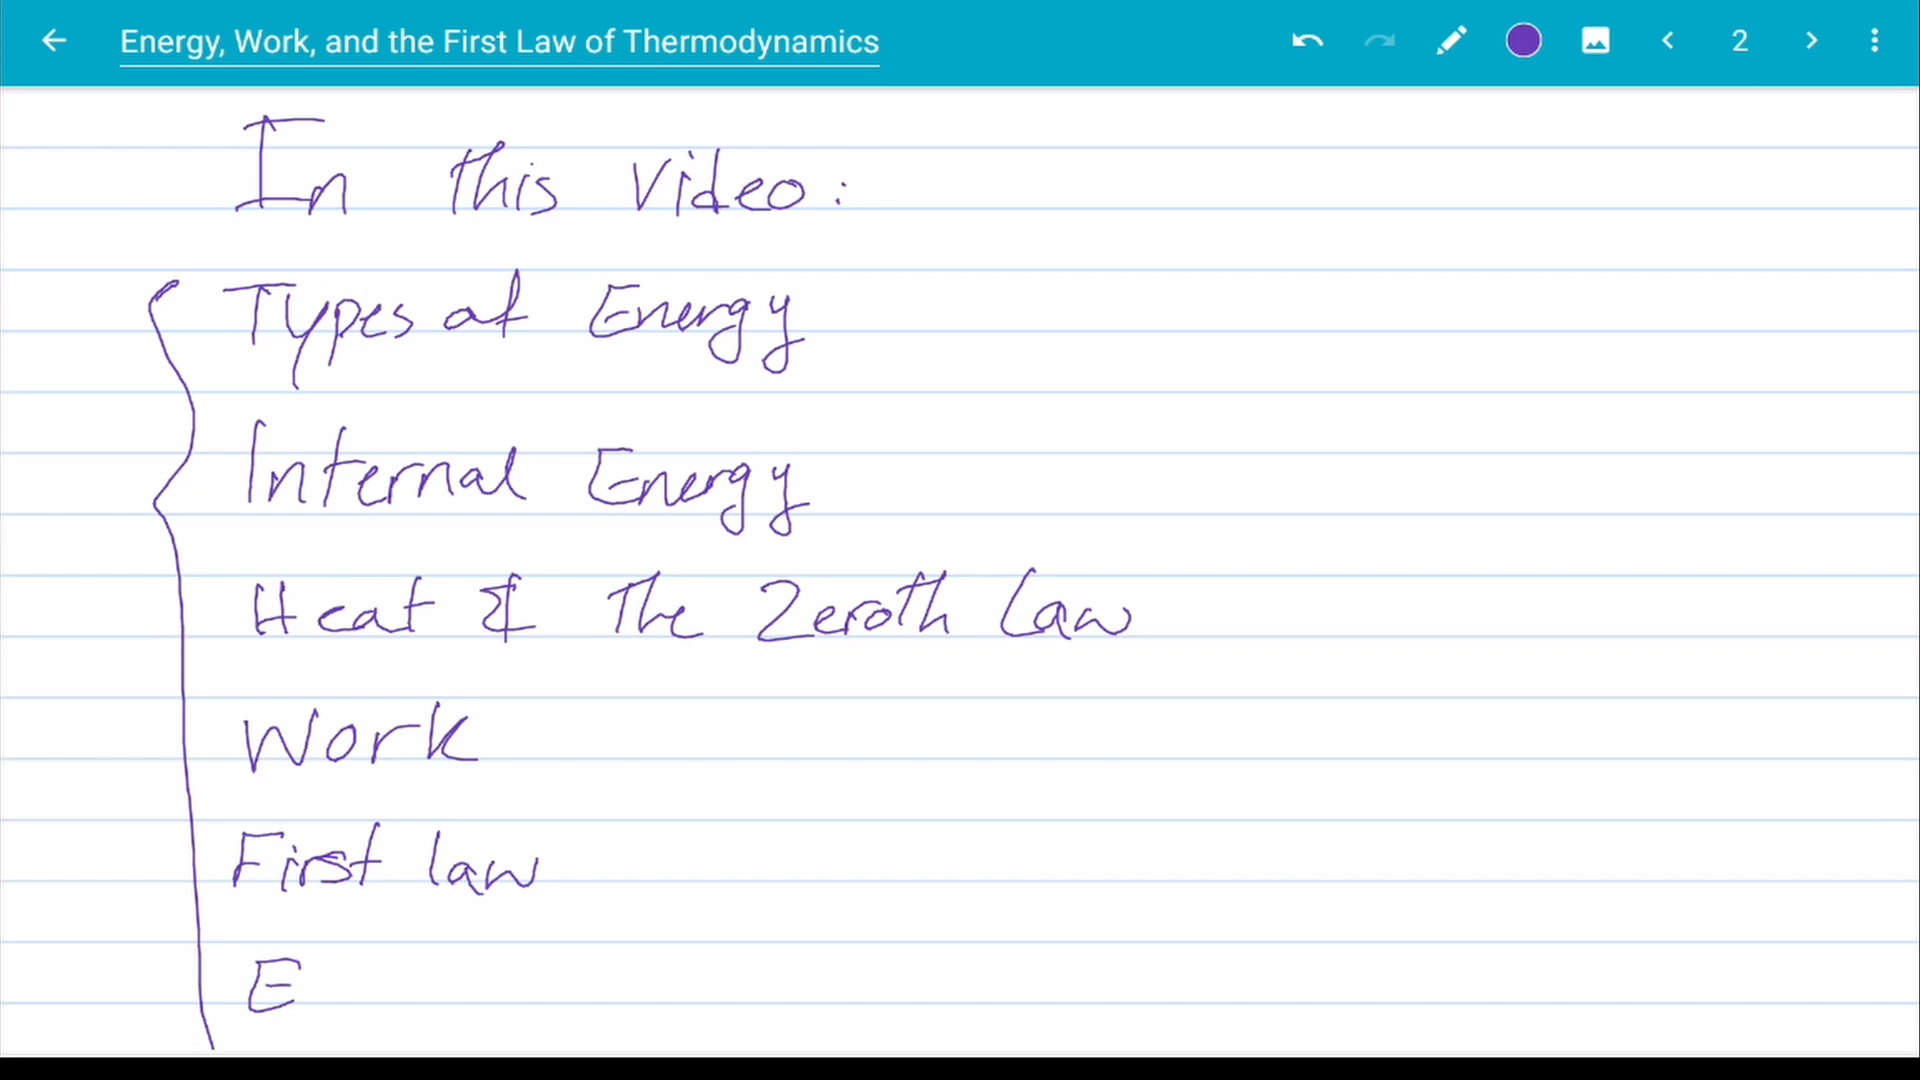 Energy, Work, and the First Law of Thermodynamics 2
In this Video:
Types of Energy
Internal Energy
Heat & The Zeroth Law
Work
First law
E